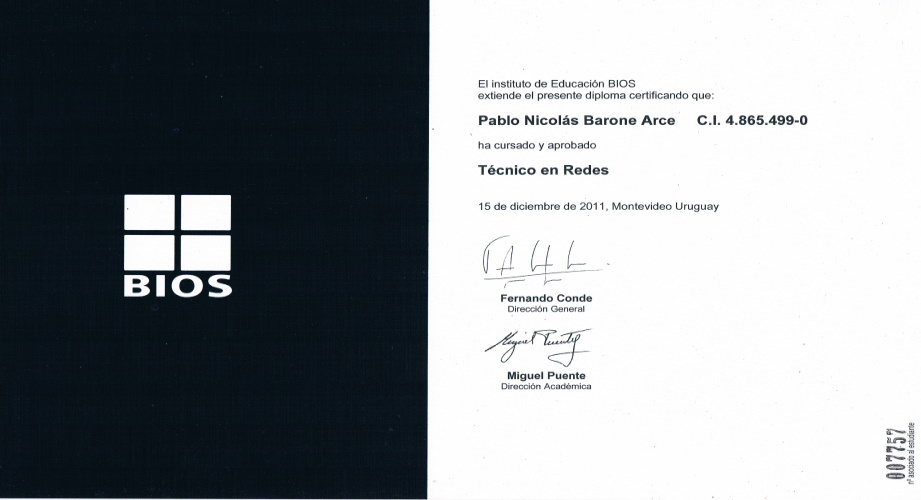 BIOS
El instituto de Educación BIOS
extiende el presente diploma certificando que:
Pablo Nicolás Barone Arce C.I. 4.865.499-0
ha cursado y aprobado
Técnico en Redes
15 de diciembre de 2011, Montevideo Uruguay
Fernando Conde
Dirección General
Miguel Puente
Miguel Puente
Dirección Académica
007757
nº asociado al estudiante